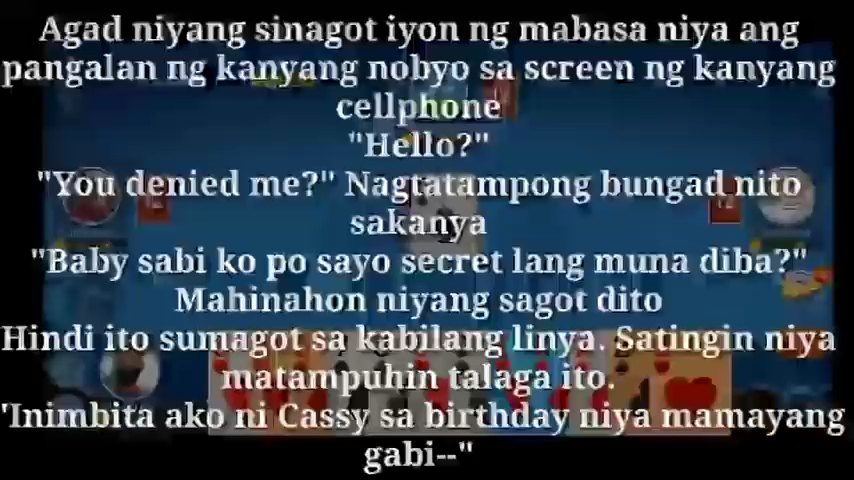 Agad niyang sinagot iyon ng mabasa niya ang
pangalan ng kanyang nobyo sa screen ng kanyang
cellphone
"Hello?"
"You denied me?" Nagtatampong bungad nito
sakanya
"Baby sabi ko po sayo secret lang muna diba?"
Mahinahon niyang sagot dito
Hindi ito sumagot sa kabilang linya. Satingin niya
matampuhin talaga ito.
'Inimbita ako ni Cassy sa birthday niya mamayang
gabi--"